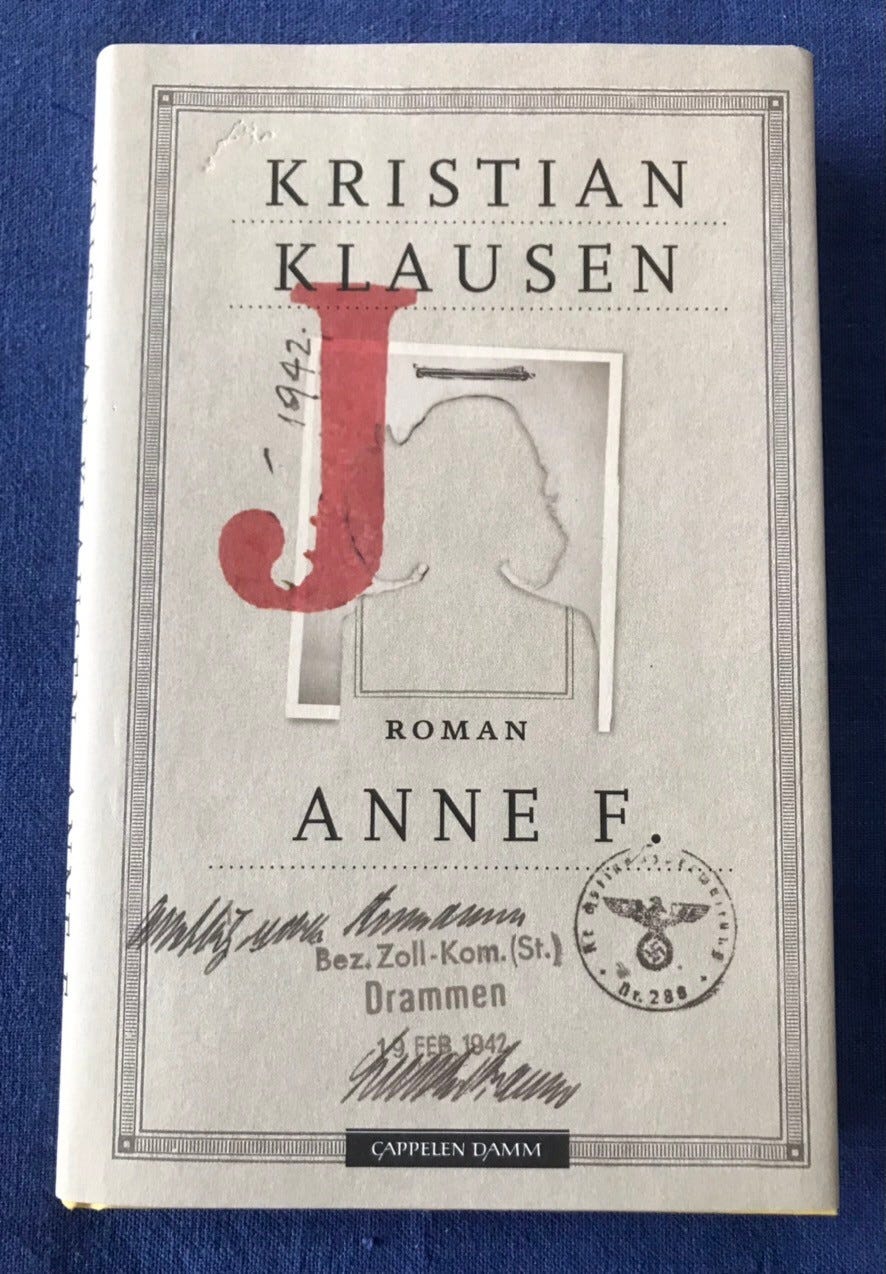 KRISTIAN
KLAUSEN
J
1942.
ROMAN
ANNE F.
Bez. Zoll-Kom. (St.)
Drammen
19 FEB 1942
Nr. 288
CAPPELEN DAMM